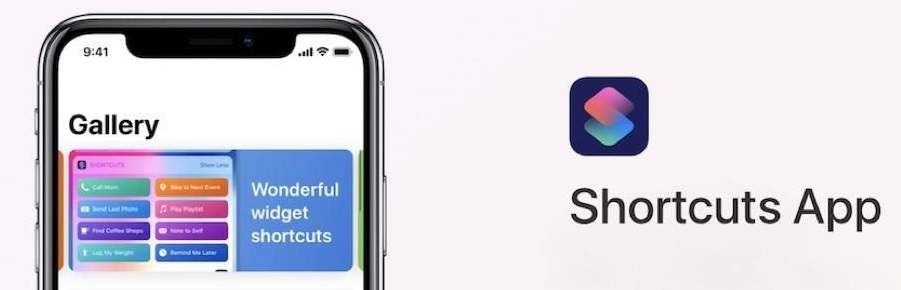 9:41
Gallery
SHORTCUTS
Show Less
Call Mom
Bike to Next Event
Send Last Photo
Play Playlist
Find Coffee Shops
Note to Self
Log My Weight
Remind Me Later
Wonderful
widget
shortcuts
Shortcuts App